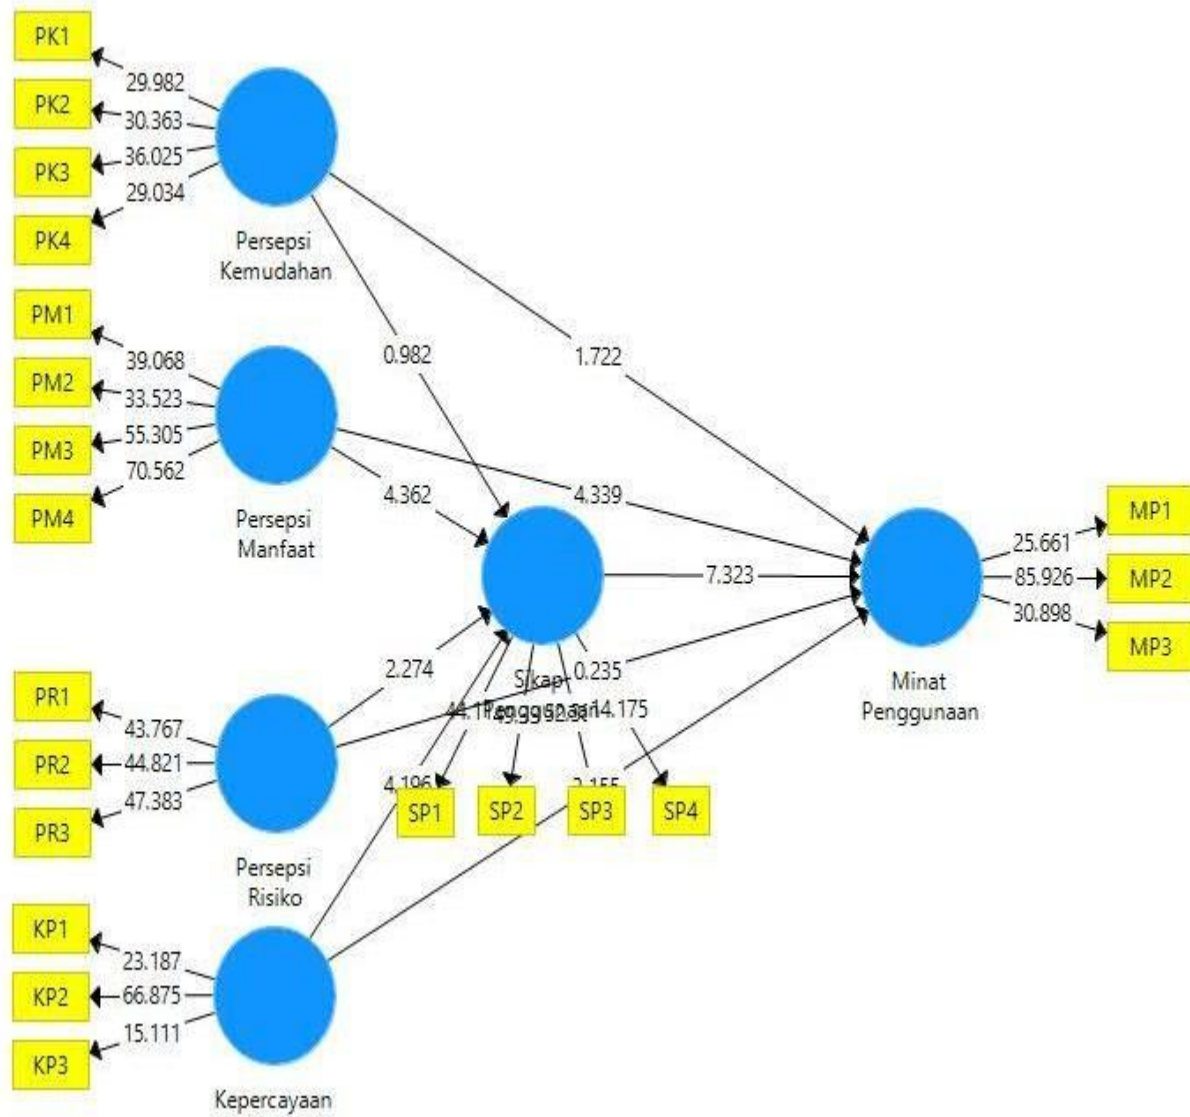 PK1
29.982
PK2
30.363
PK3
36.025
PK4
29.034
Persepsi
Kemudahan
PM1
39.068
PM2
33.523
PM3
55.305
PM4
70.562
Persepsi
Manfaat
0.982
1.722
4.362
4.339
7.323
MP1
25.661
MP2
85.926
MP3
30.898
Minat
Penggunaan
PR1
43.767
PR2
44.821
PR3
47.383
Persepsi
Risiko
2.274
0.235
Sikap
Penggunaan
14.175
4.196
SP1
SP2
SP3
SP4
KP1
23.187
KP2
66.875
KP3
15.111
Kepercayaan